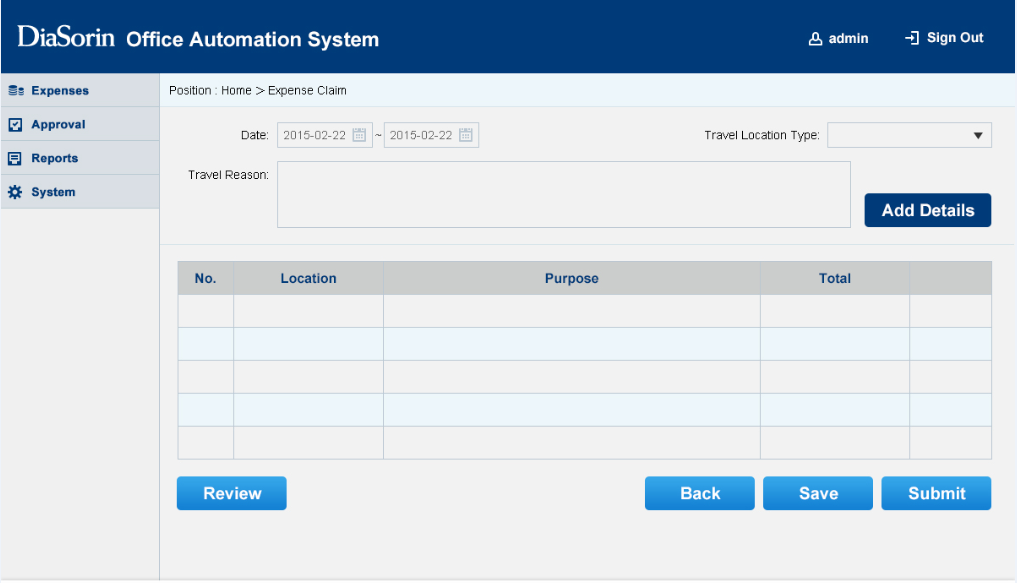 DiaSorin Office Automation System
admin
Sign Out
Expenses
Approval
Reports
System
Position : Home > Expense Claim
Date: 2015-02-22 ~ 2015-02-22
Travel Location Type:
Travel Reason:
Add Details
No. Location Purpose Total
Review
Back
Save
Submit